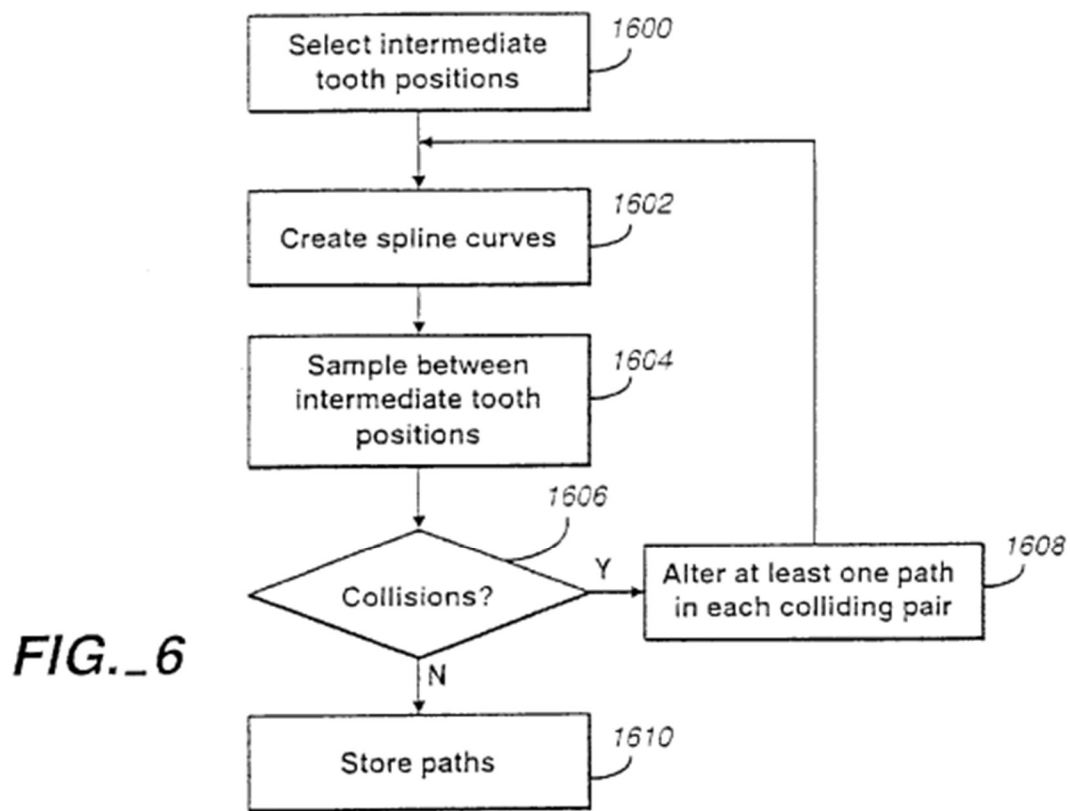 Select intermediate
tooth positions
1600
Create spline curves
1602
Sample between
intermediate tooth
positions
1604
Collisions?
1606
Y
Alter at least one path
in each colliding pair
1608
N
Store paths
1610
FIG._6